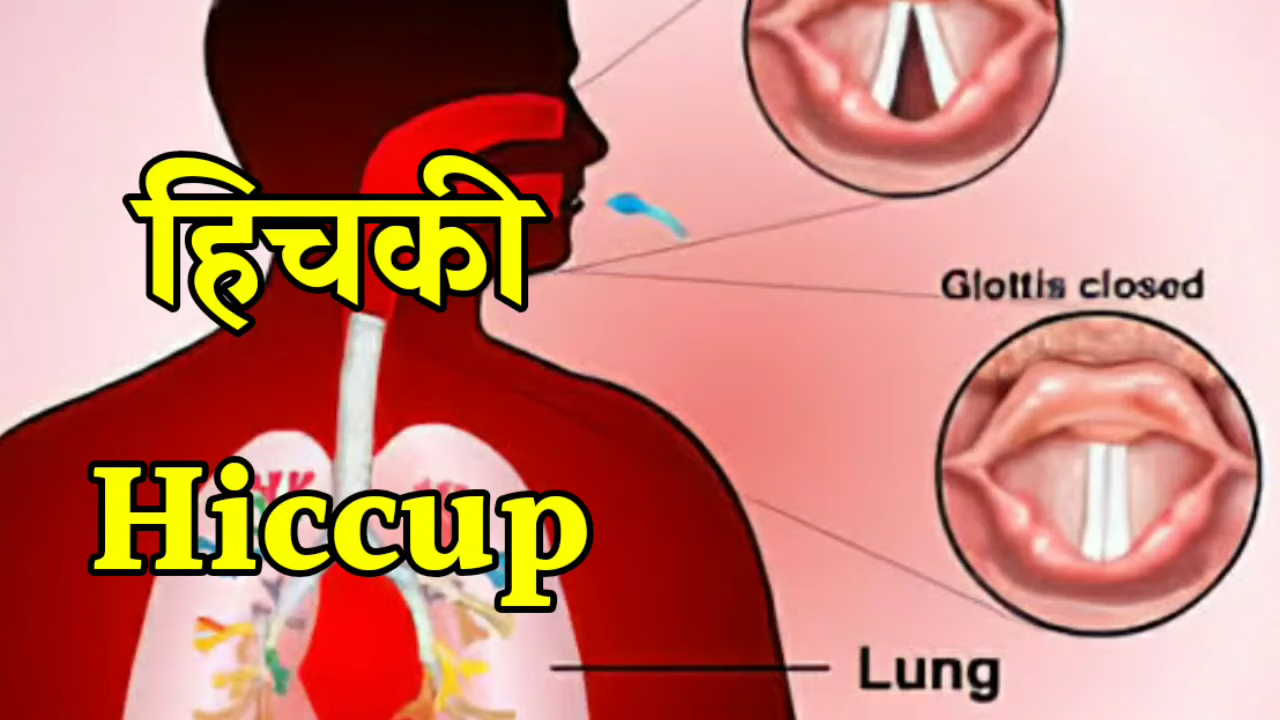 हिचकी
Glottis closed
Hiccup
Lung